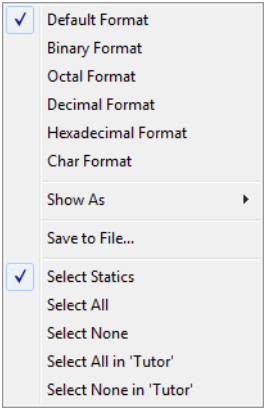 Default Format
Binary Format
Octal Format
Decimal Format
Hexadecimal Format
Char Format
Show As
Save to File...
Select Statics
Select All
Select None
Select All in 'Tutor'
Select None in 'Tutor'